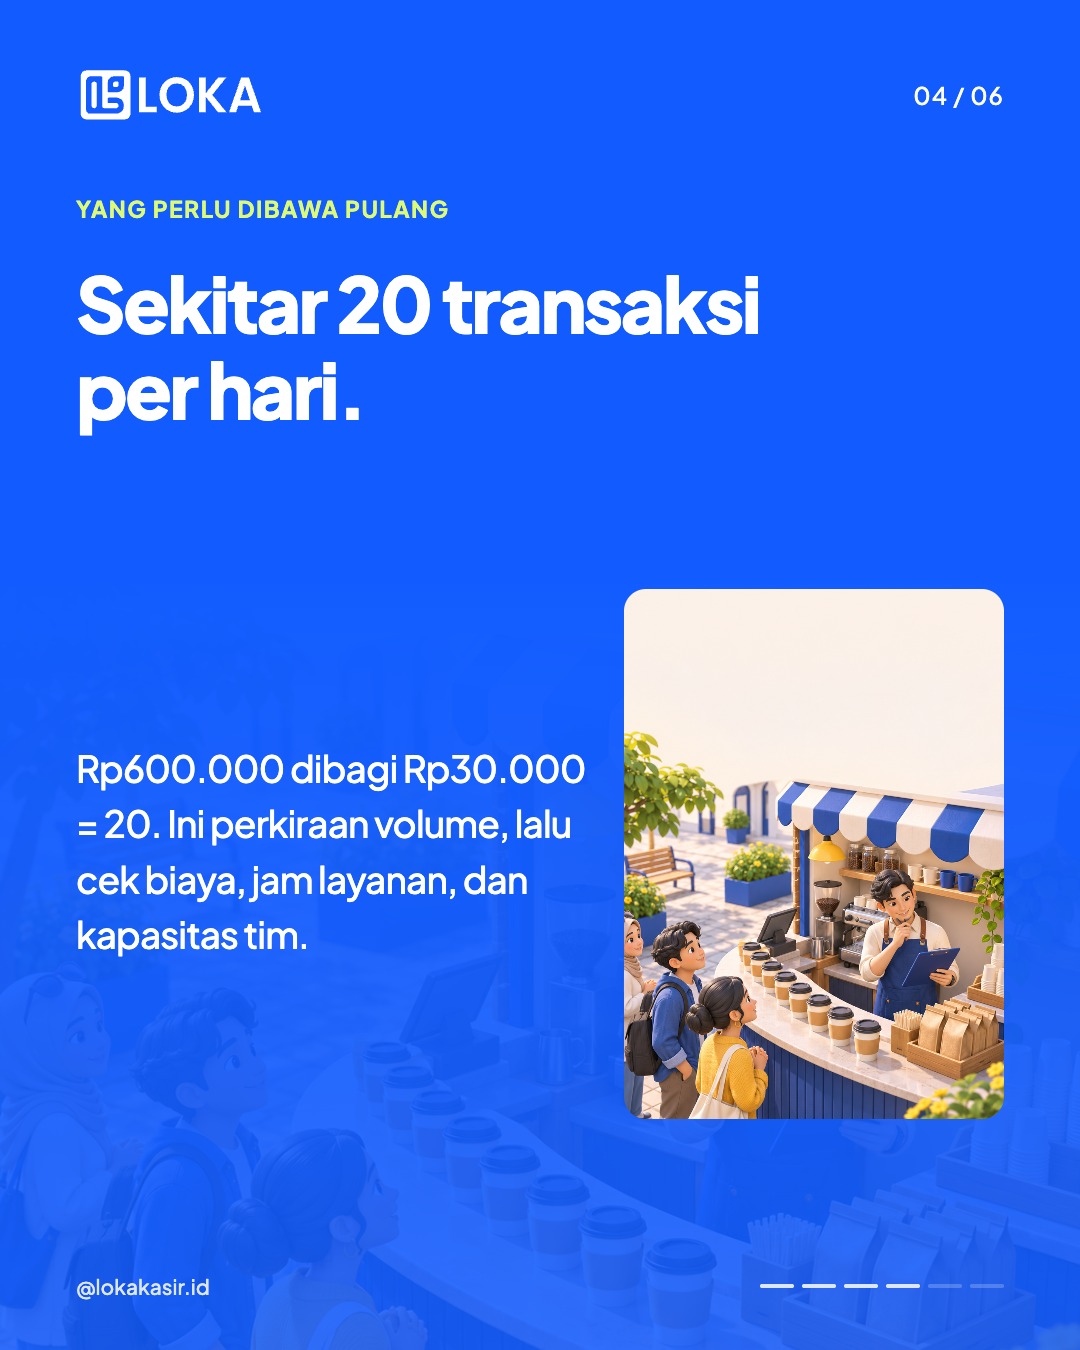 LOKA
04 / 06
YANG PERLU DIBAWA PULANG
Sekitar 20 transaksi
per hari.
Rp600.000 dibagi Rp30.000
= 20. Ini perkiraan volume, lalu
cek biaya, jam layanan, dan
kapasitas tim.
@lokakasir.id